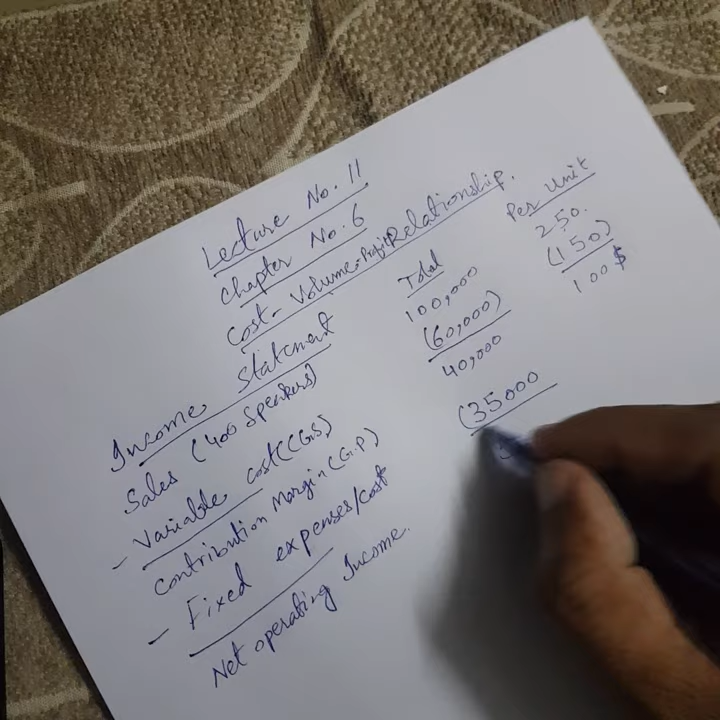 Lecture No. 11
Chapter No. 6
Cost-Volume-Profit Relationship.
Income Statement Total Per Unit
Sales (400 Speakers) 100,000 250.
- Variable cost (CGS) (60,000) (150)
Contribution Margin (G.P) 40,000 100$
- Fixed expenses/cost (35000
Net operating Income.